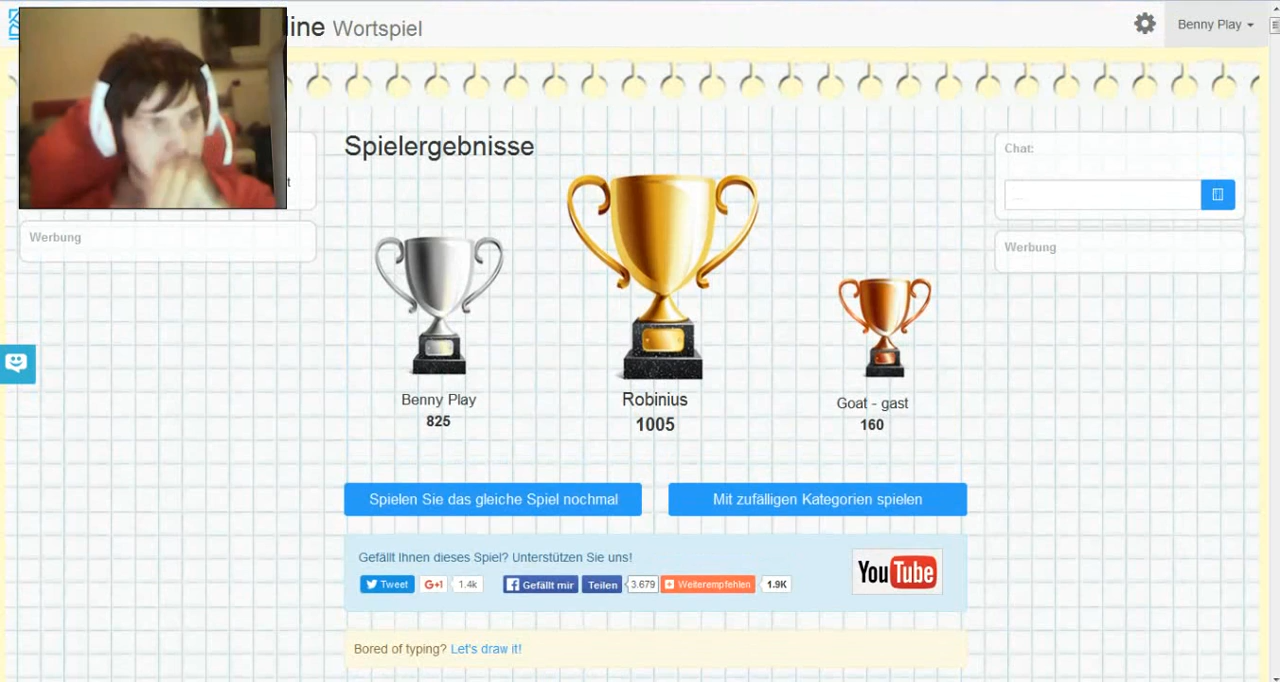 line Wortspiel
Benny Play
Spielergebnisse
Chat:
t
Werbung
Werbung
Benny Play
825
Robinius
1005
Goat - gast
160
Spielen Sie das gleiche Spiel nochmal
Mit zufälligen Kategorien spielen
Gefällt Ihnen dieses Spiel? Unterstützen Sie uns!
Tweet G+1 1.4k Gefällt mir Teilen 3.679 Weiterempfehlen 1.9K
YouTube
Bored of typing? Let's draw it!